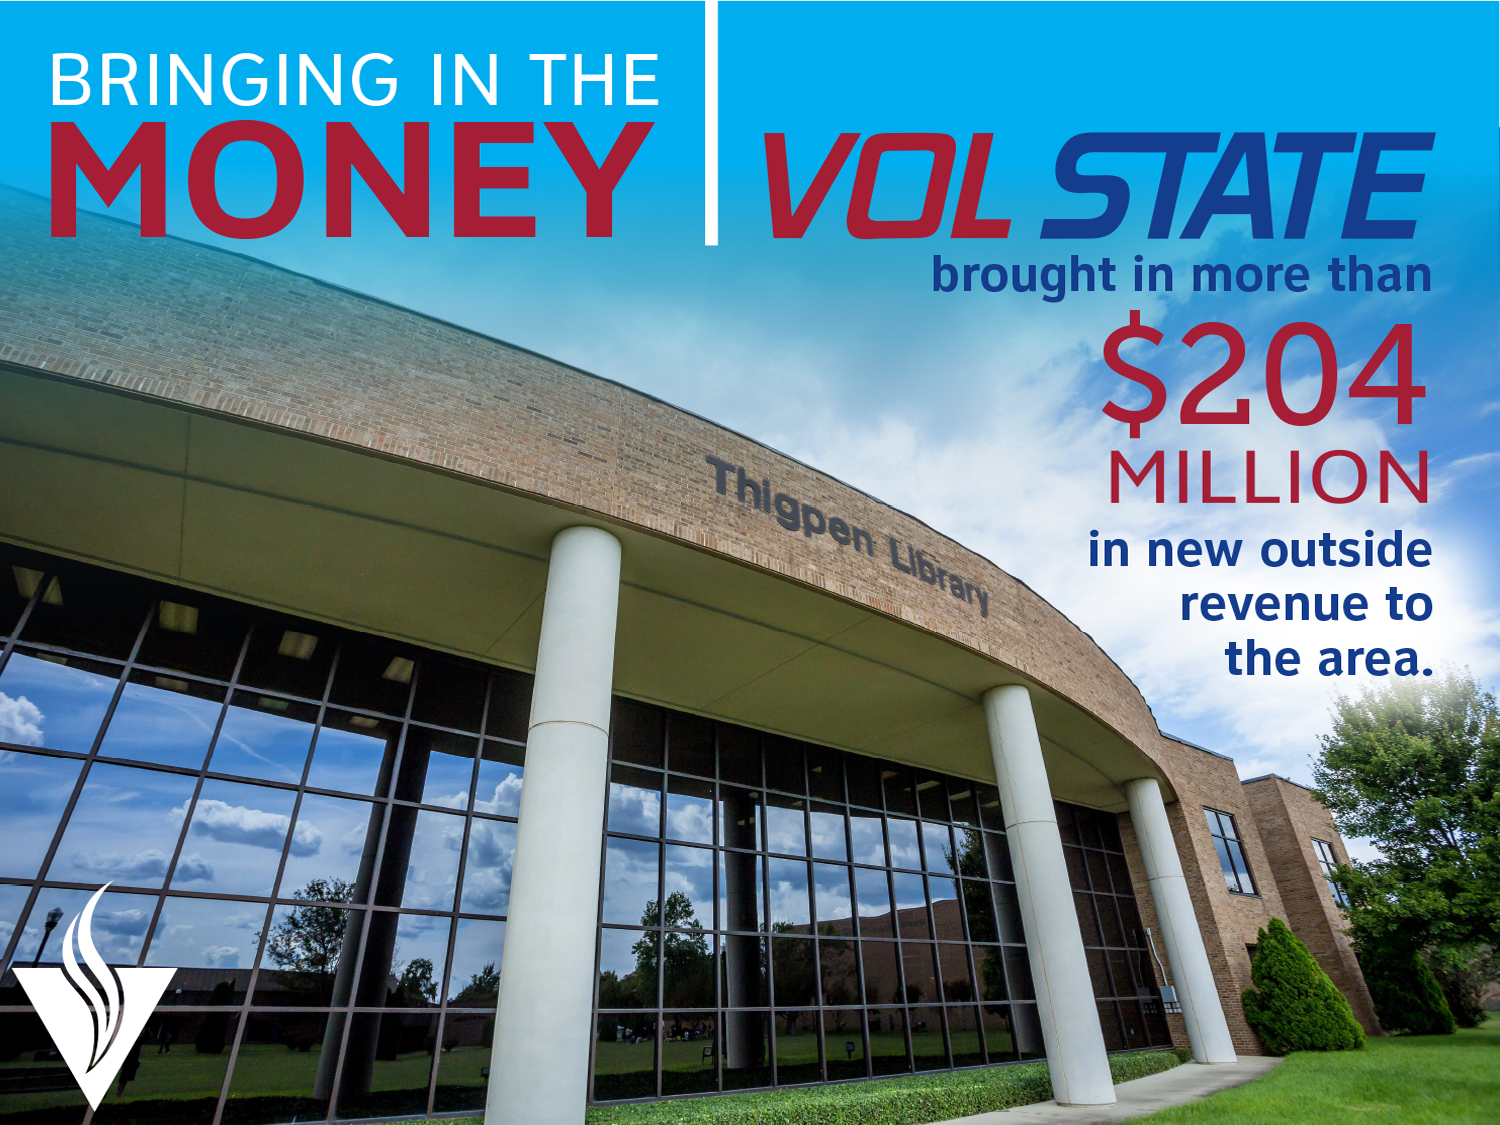 BRINGING IN THE
MONEY
VOL STATE
brought in more than
$204
MILLION
in new outside
revenue to
the area.
Thigpen Library